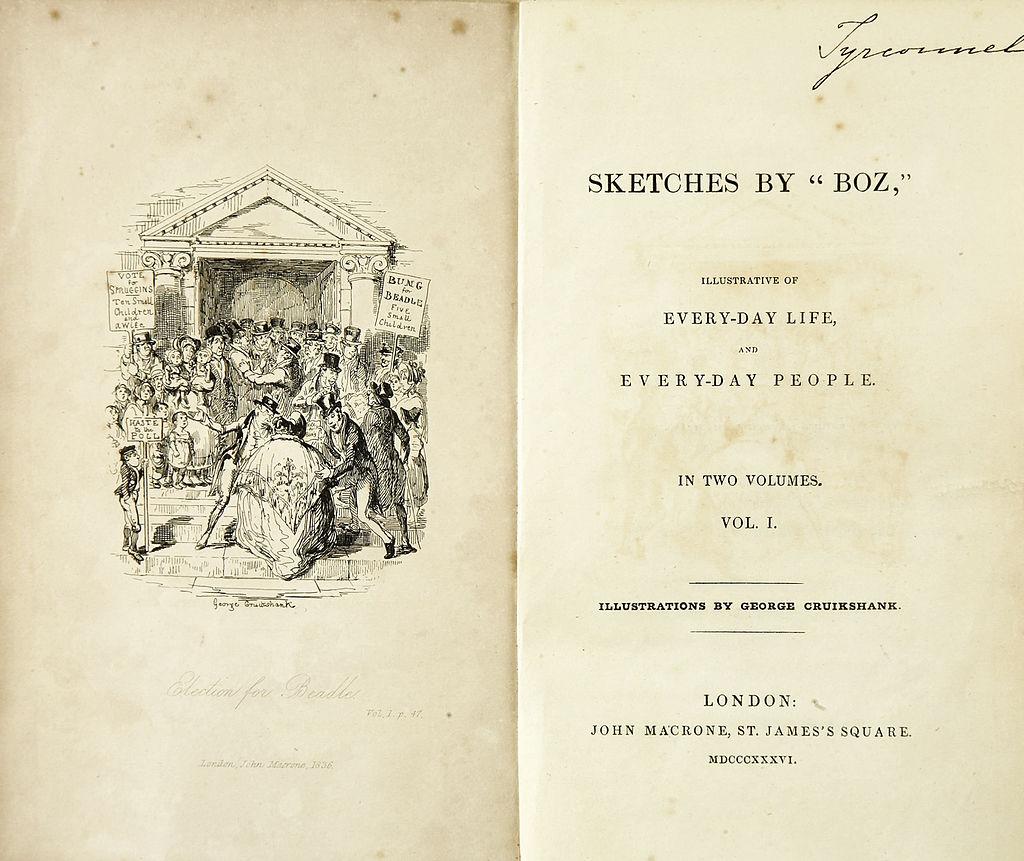 VOTE
for
SPRUGGINS
Ten Small
Children
and
a Wife
BUNG
for
BEADLE
Five
Small
Children
HASTE
to the
POLL
George Cruikshank
Election for Beadle
Vol. I. p. 47.
London, John Macrone, 1836.
Tyrconnel
SKETCHES BY “ BOZ,”
ILLUSTRATIVE OF
EVERY-DAY LIFE,
AND
EVERY-DAY PEOPLE.
IN TWO VOLUMES.
VOL. I.
ILLUSTRATIONS BY GEORGE CRUIKSHANK.
LONDON:
JOHN MACRONE, ST. JAMES'S SQUARE.
MDCCCXXXVI.